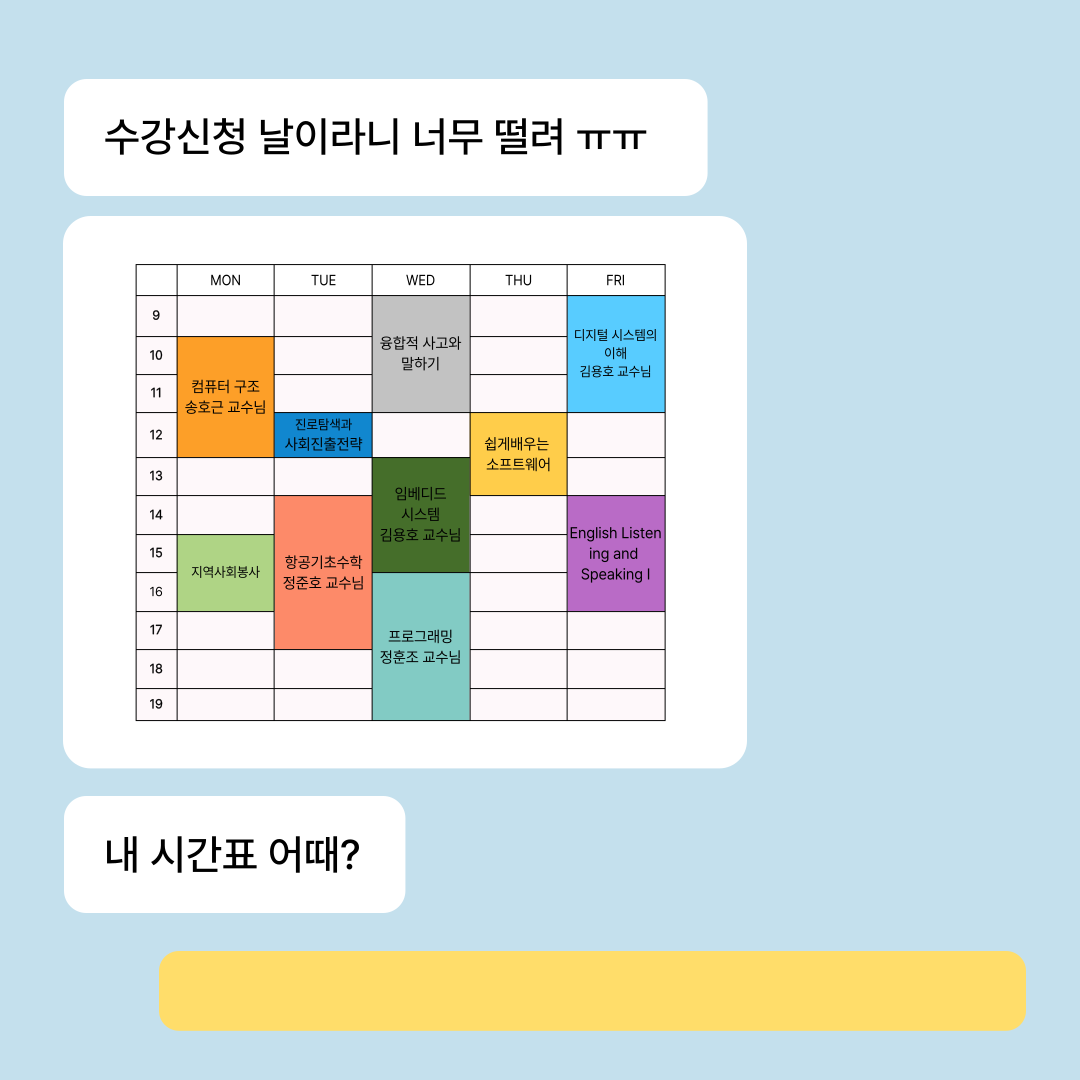 수강신청 날이라니 너무 떨려 ㅠㅠ
MON TUE WED THU FRI
9
10
11
12
13
14
15
16
17
18
19
컴퓨터 구조
송호근 교수님
지역사회봉사
진로탐색과
사회진출전략
항공기초수학
정준호 교수님
융합적 사고와
말하기
임베디드
시스템
김용호 교수님
프로그래밍
정훈조 교수님
쉽게배우는
소프트웨어
디지털 시스템의
이해
김용호 교수님
English Listen
ing and
Speaking I
내 시간표 어때?